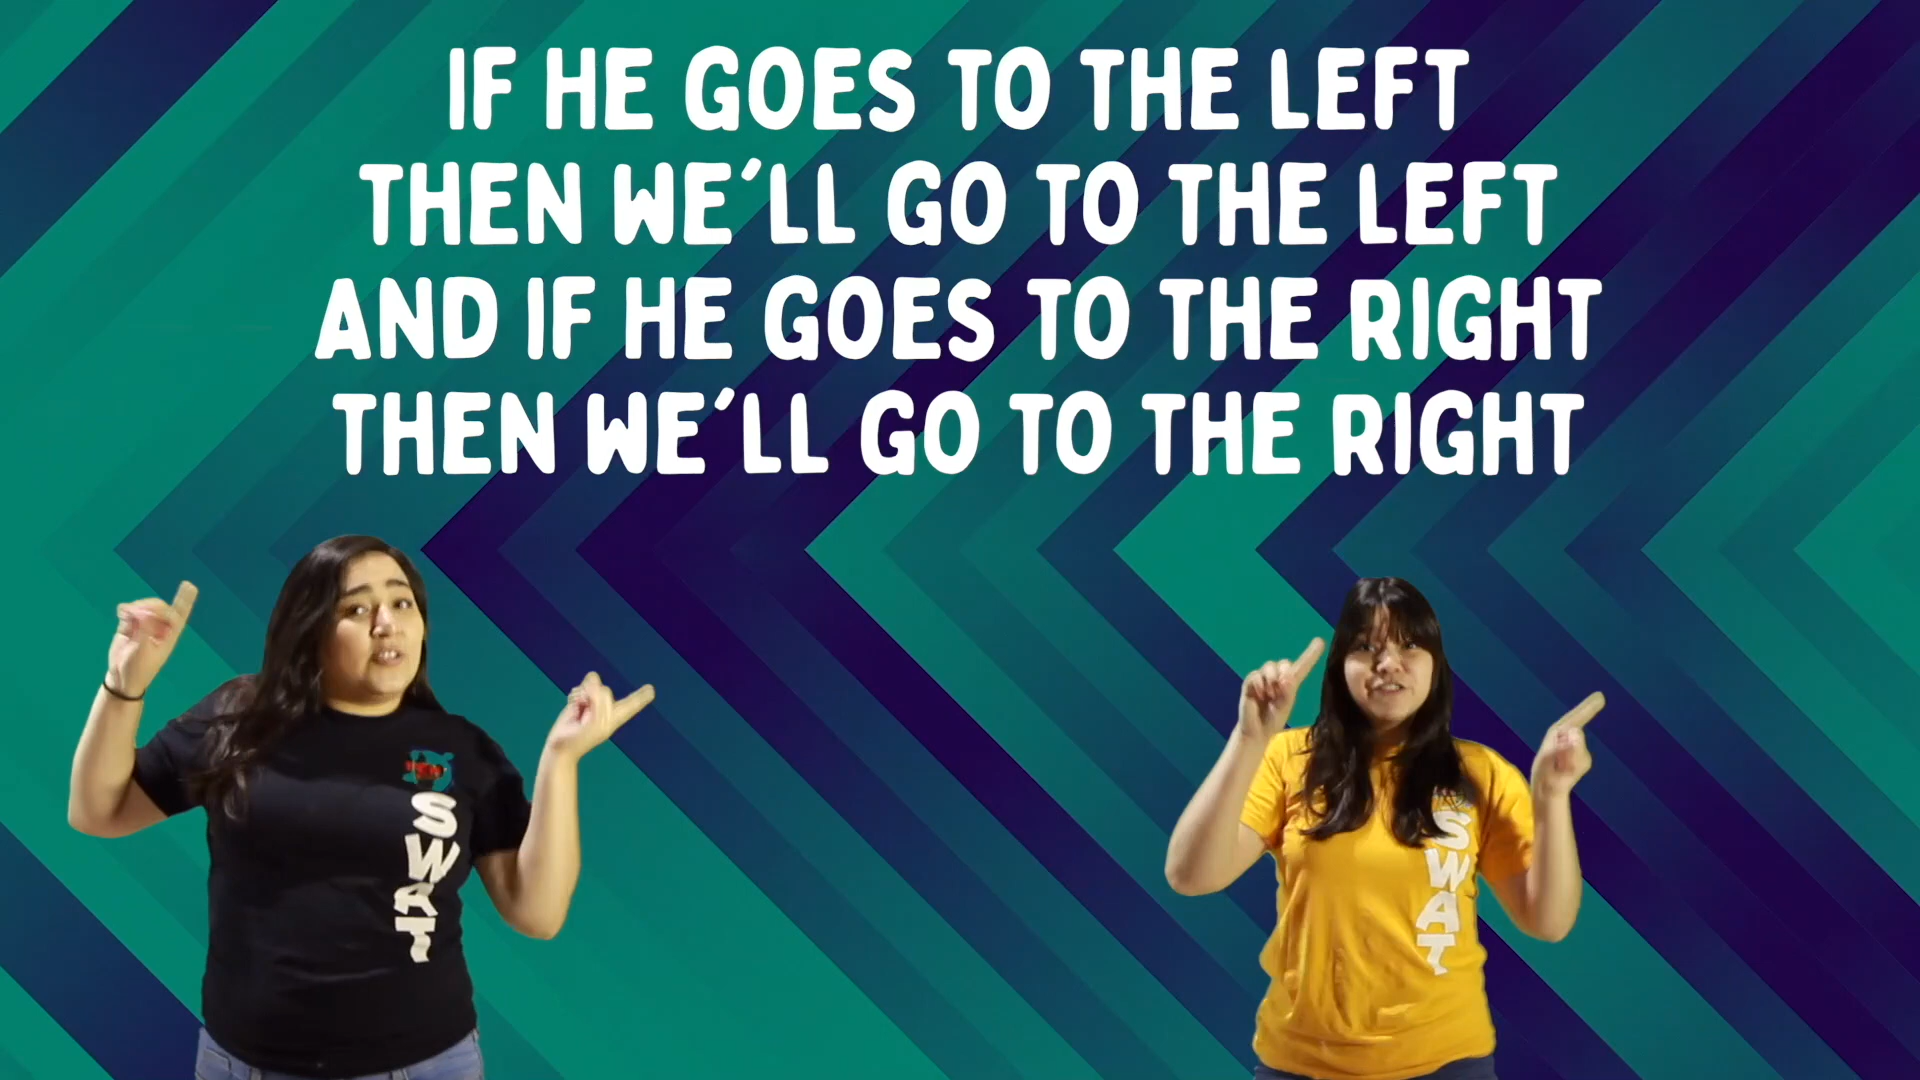 IF HE GOES TO THE LEFT
THEN WE'LL GO TO THE LEFT
AND IF HE GOES TO THE RIGHT
THEN WE'LL GO TO THE RIGHT
SWAT
SWAT